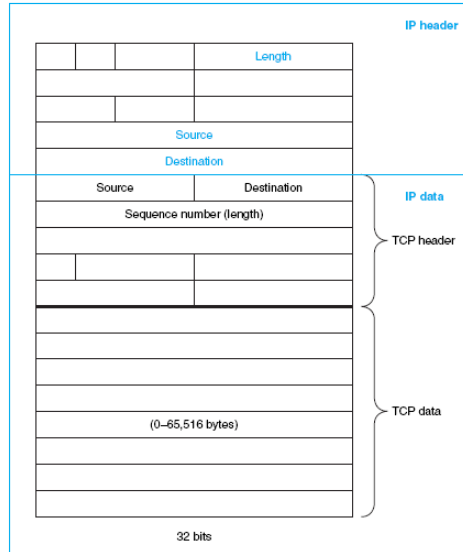 IP header
Length
Source
Destination
Source Destination
IP data
Sequence number (length)
TCP header
(0–65,516 bytes)
TCP data
32 bits